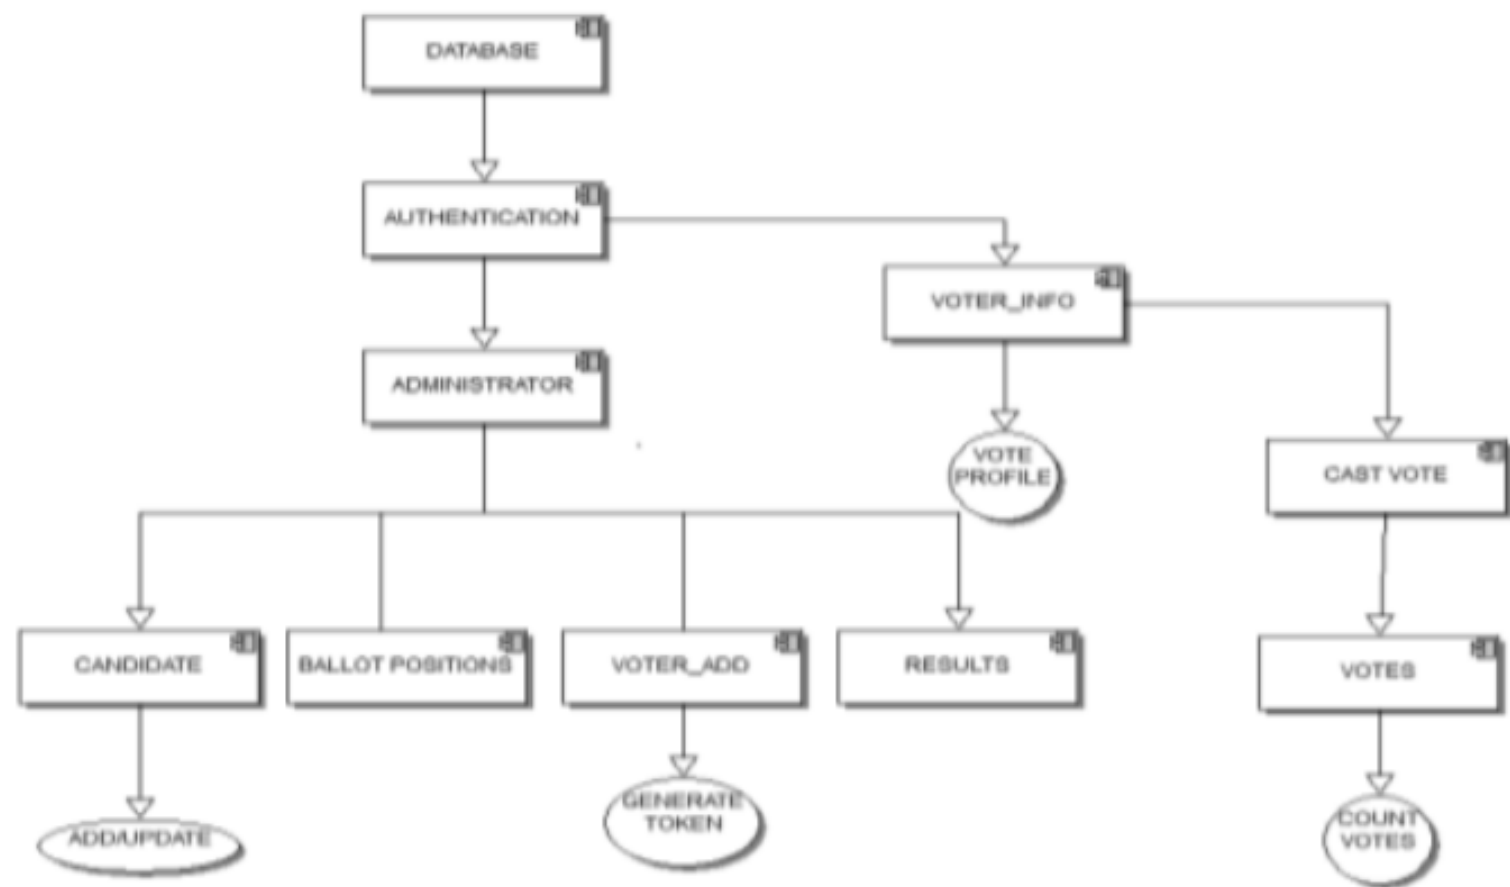 DATABASE
AUTHENTICATION
VOTER_INFO
ADMINISTRATOR
VOTE
PROFILE
CAST VOTE
CANDIDATE
BALLOT POSITIONS
VOTER_ADD
RESULTS
VOTES
ADD/UPDATE
GENERATE
TOKEN
COUNT
VOTES